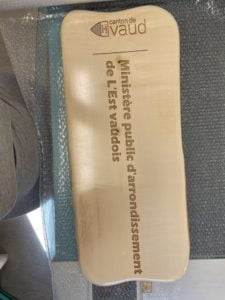 canton de
vaud
Ministère public d'arrondissement
de L'Est vaudois